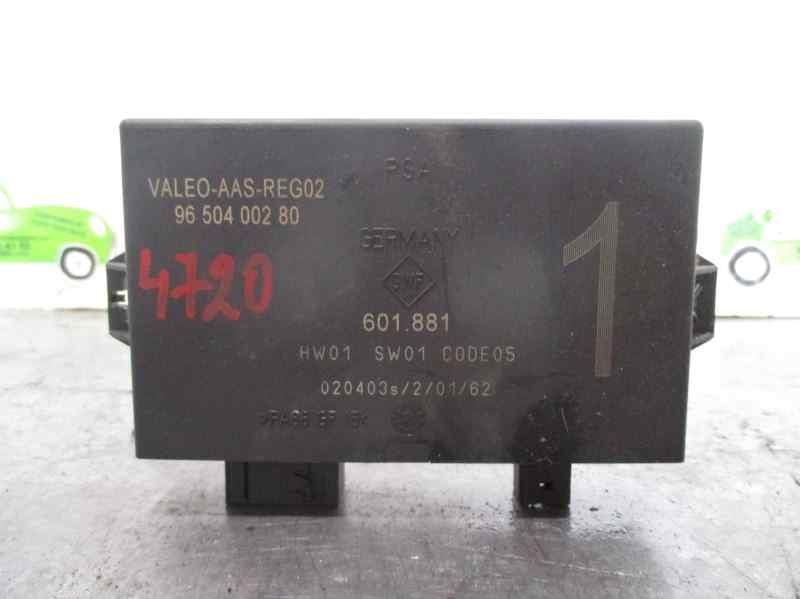 PSA
VALEO-AAS-REG02
96 504 002 80
GERMANY
SWF
4720
1
601.881
HW01 SW01 CODE05
020403s/2/01/62